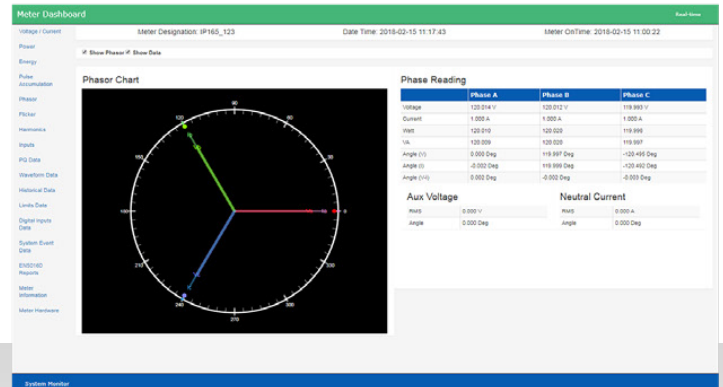 Meter Dashboard
Real-time
Meter Designation: IP165_123 Date Time: 2018-02-15 11:17:43 Meter OnTime: 2018-02-15 11:00:22
Voltage / Current
Power
Energy
Pulse
Accumulation
Phasor
Flicker
Harmonics
Inputs
PQ Data
Waveform Data
Historical Data
Limits Data
Digital Inputs
Data
System Event
Data
EN50160
Reports
Meter
Information
Meter Hardware
Show Phasor Show Data
Phasor Chart
90
120
60
150
30
180
0
210
330
240
300
270
Phase Reading
Phase A Phase B Phase C
Voltage 120.014 V 120.012 V 119.993 V
Current 1.000 A 1.000 A 1.000 A
Watt 120.010 120.020 119.998
VA 120.009 120.020 119.997
Angle (V) 0.000 Deg 119.997 Deg -120.495 Deg
Angle (I) -0.002 Deg 119.999 Deg -120.492 Deg
Angle (VA) 0.002 Deg -0.002 Deg -0.003 Deg
Aux Voltage
RMS 0.000 V
Angle 0.000 Deg
Neutral Current
RMS 0.000 A
Angle 0.000 Deg
System Monitor